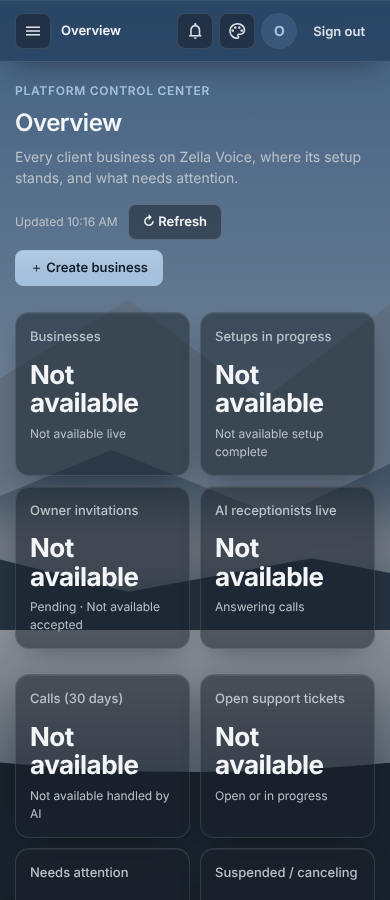 Overview
O
Sign out
PLATFORM CONTROL CENTER
Overview
Every client business on Zella Voice, where its setup
stands, and what needs attention.
Updated 10:16 AM
↻ Refresh
+ Create business
Businesses
Not
available
Not available live
Setups in progress
Not
available
Not available setup
complete
Owner invitations
Not
available
Pending · Not available
accepted
AI receptionists live
Not
available
Answering calls
Calls (30 days)
Not
available
Not available handled by
AI
Open support tickets
Not
available
Open or in progress
Needs attention
Suspended / canceling